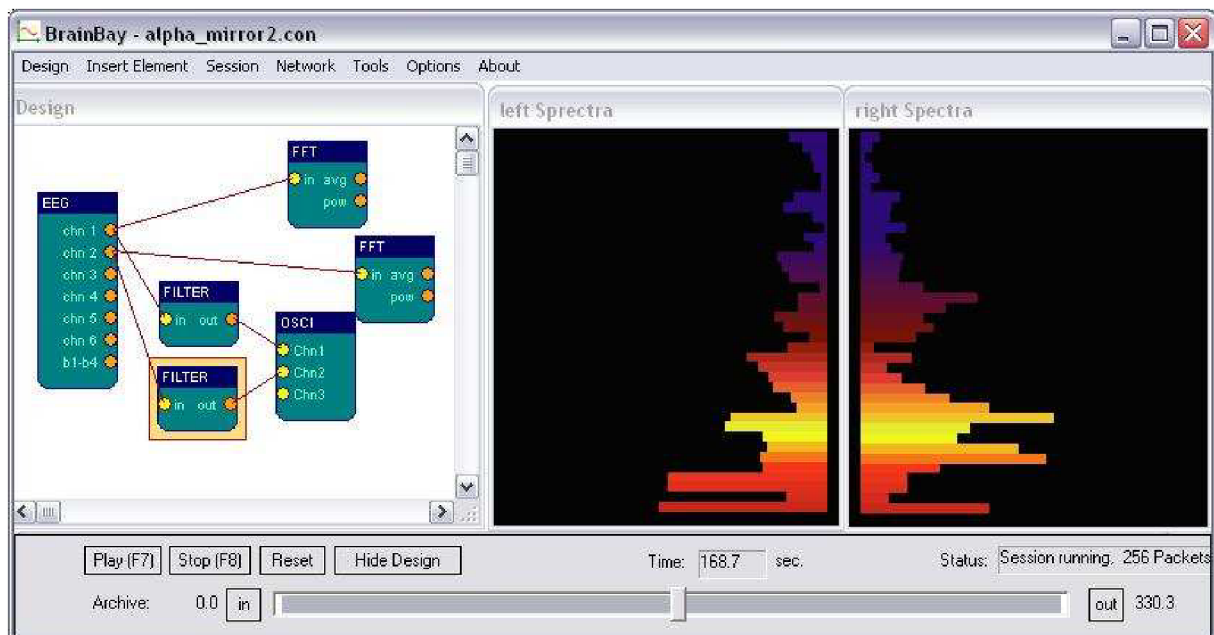 BrainBay - alpha_mirror2.con
Design Insert Element Session Network Tools Options About
Design
left Sprectra
right Spectra
FFT
in avg
pow
EEG
chn 1
chn 2
chn 3
chn 4
chn 5
chn 6
b1-b4
FFT
in avg
pow
FILTER
in out
OSCI
Chn1
Chn2
Chn3
FILTER
in out
Play (F7) Stop (F8) Reset Hide Design Time: 168.7 sec. Status: Session running. 256 Packets
Archive: 0.0 in out 330.3